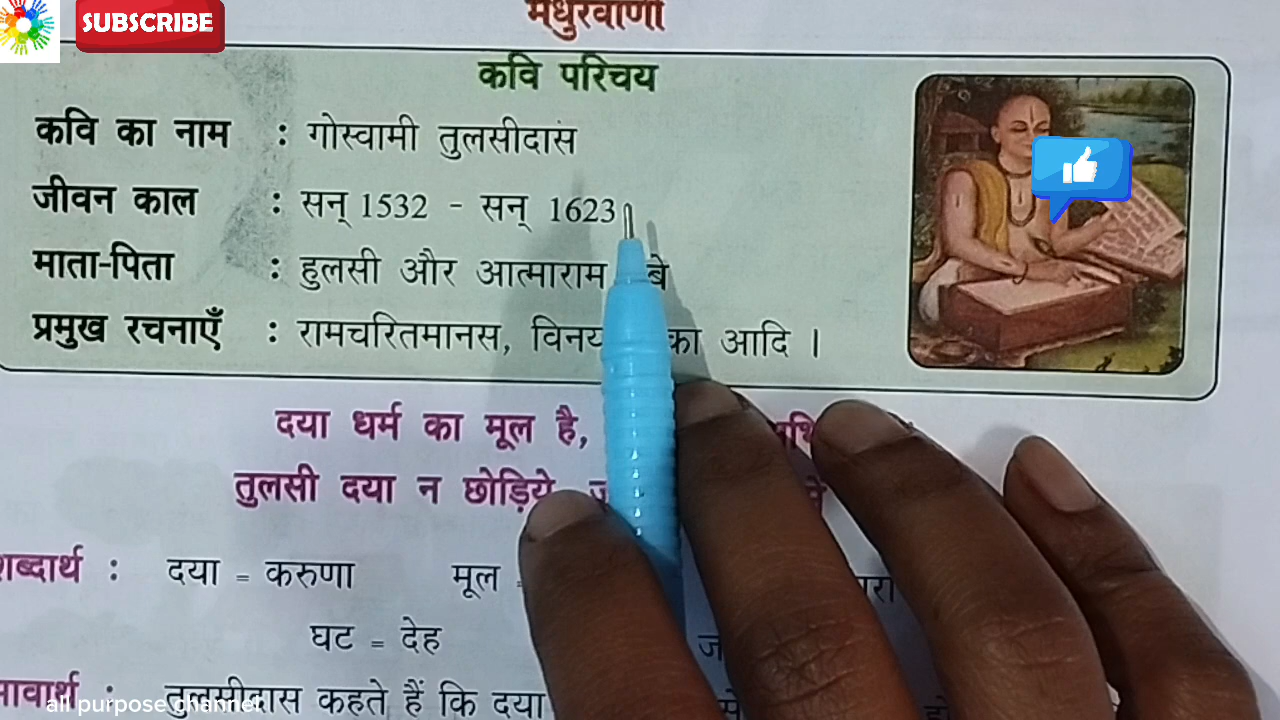 SUBSCRIBE
मधुरवाणी
कवि परिचय
कवि का नाम : गोस्वामी तुलसीदास
जीवन काल : सन् 1532 - सन् 1623
माता-पिता : हुलसी और आत्माराम
प्रमुख रचनाएँ : रामचरितमानस, विनय का आदि ।
दया धर्म का मूल है,
तुलसी दया न छोड़िये,
शब्दार्थ : दया = करुणा मूल =
घट = देह
भावार्थ : तुलसीदास कहते हैं कि दया
all purpose channel